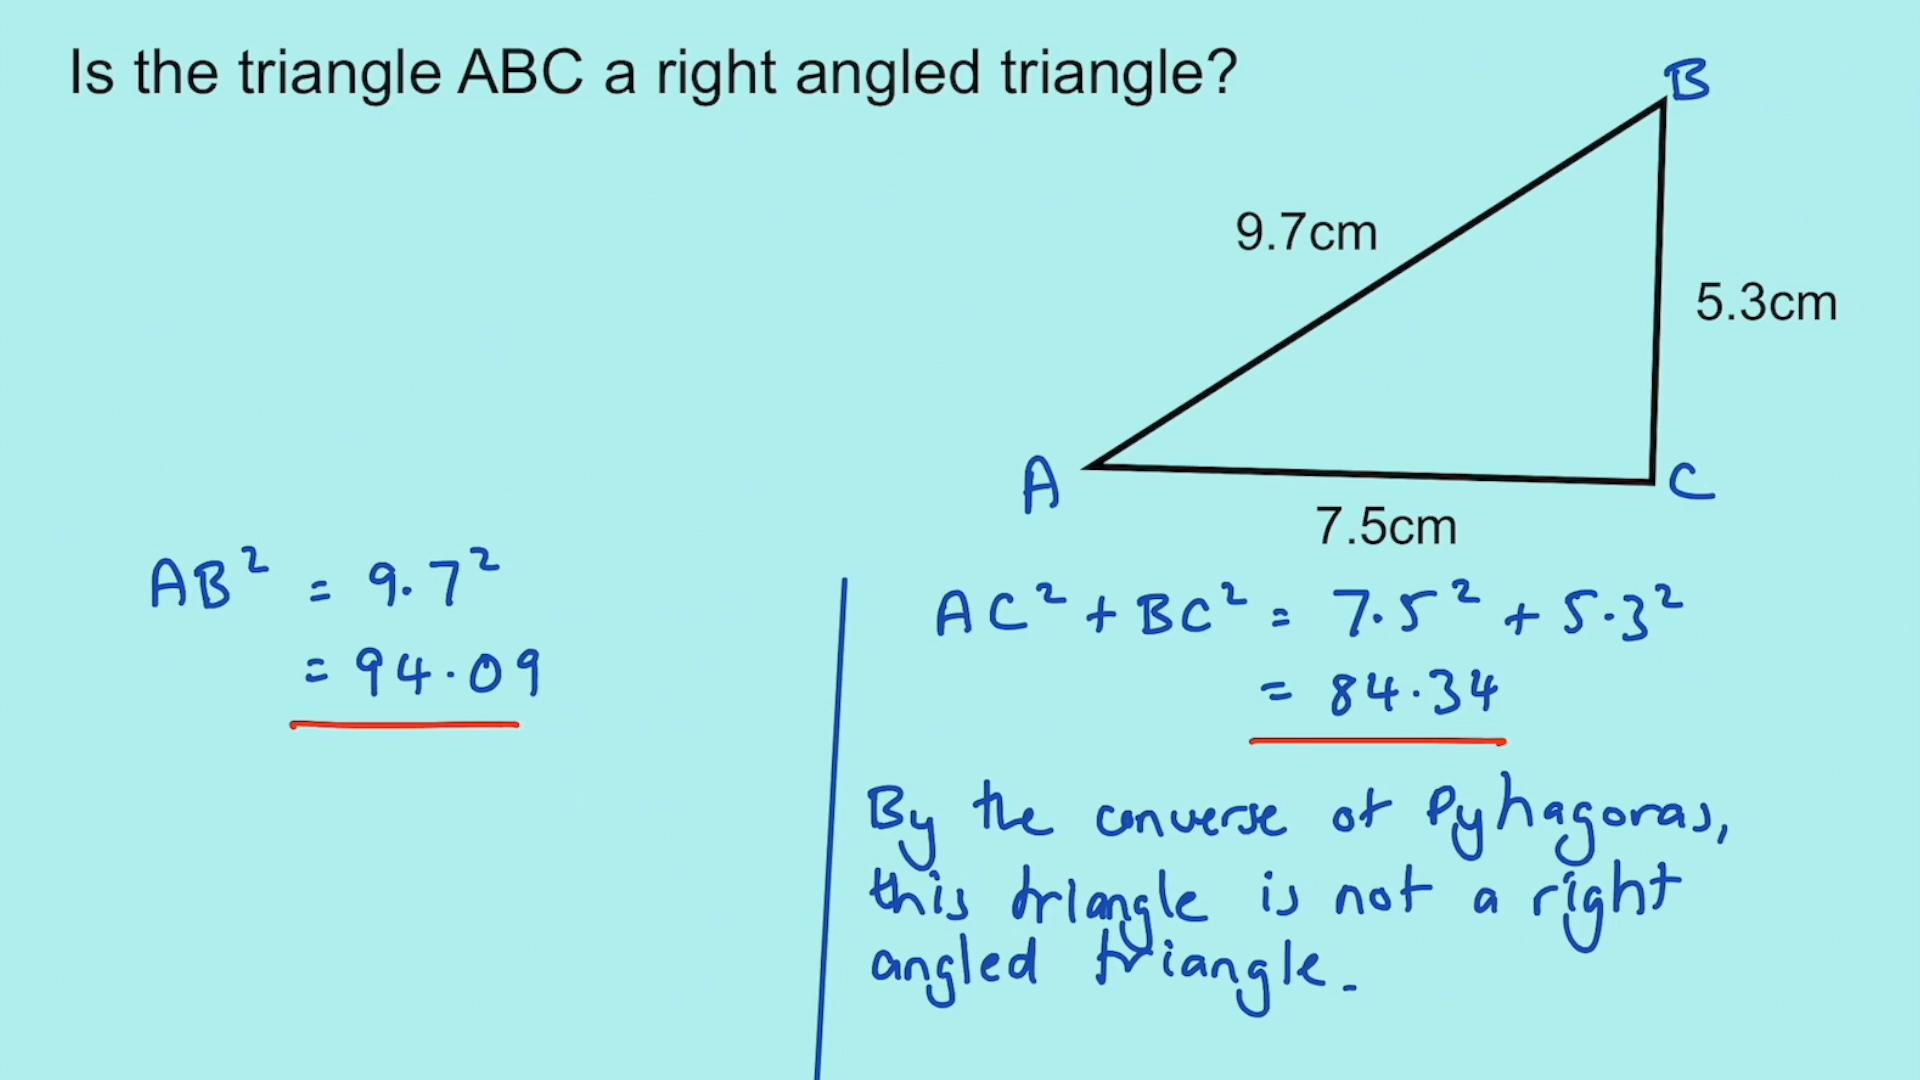 Is the triangle ABC a right angled triangle?
B
9.7cm
5.3cm
A
C
7.5cm
AB² = 9.7²
= 94.09
AC² + BC² = 7.5² + 5.3²
= 84.34
By the converse of Pyhagoras,
this triangle is not a right
angled triangle.